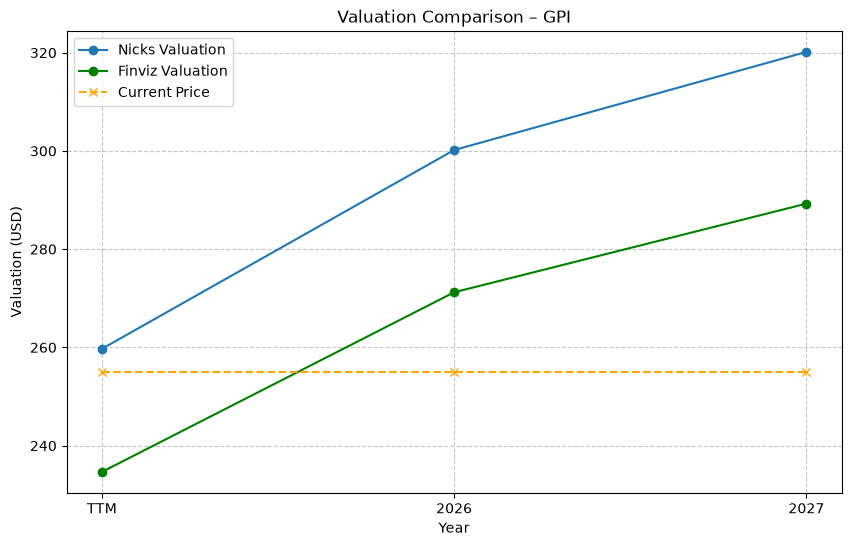 Valuation Comparison – GPI
Nicks Valuation
Finviz Valuation
Current Price
Valuation (USD)
320
300
280
260
240
TTM
2026
2027
Year